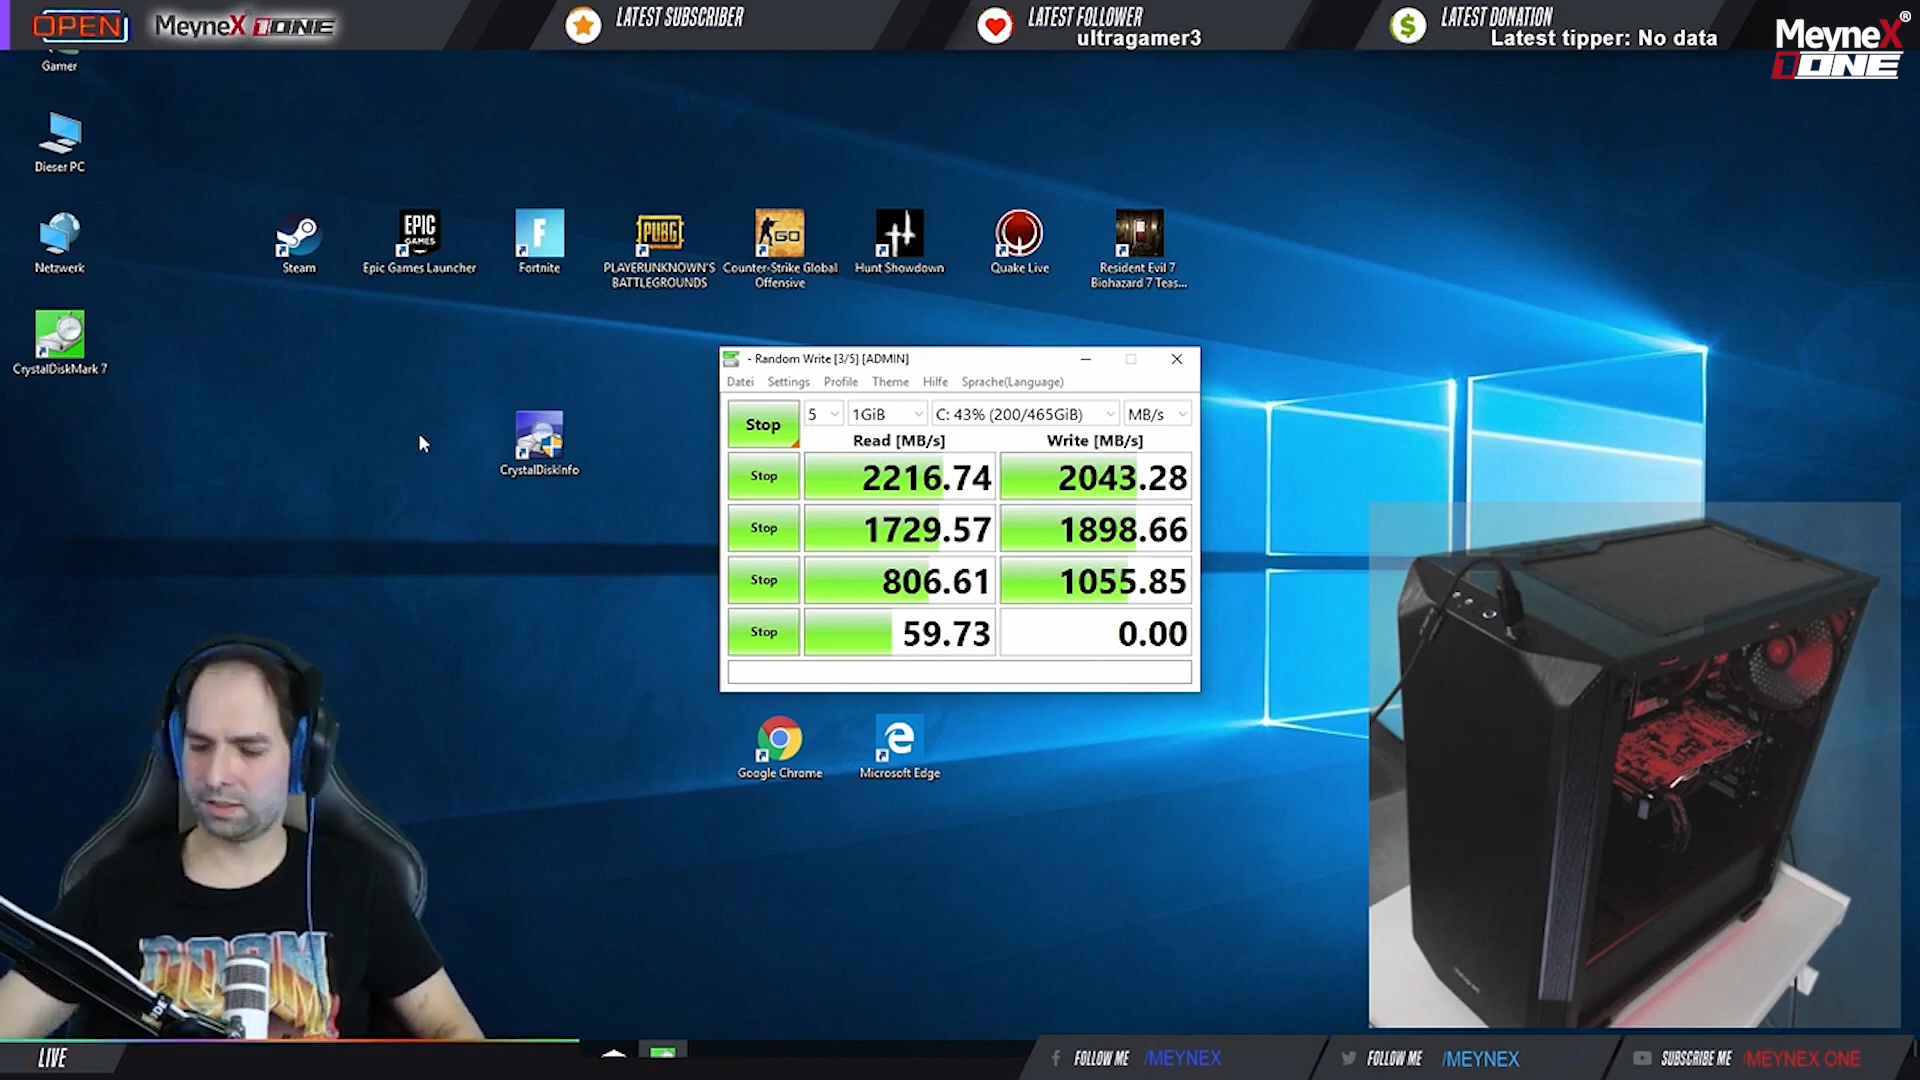 OPEN
MeyneX 1ONE
LATEST SUBSCRIBER
LATEST FOLLOWER
ultragamer3
LATEST DONATION
Latest tipper: No data
MeyneX®
1ONE
Gamer
Dieser PC
Netzwerk
CrystalDiskMark 7
Steam
EPIC
GAMES
Epic Games Launcher
F
Fortnite
PUBG
PLAYERUNKNOWN'S
BATTLEGROUNDS
GO
Counter-Strike Global
Offensive
Hunt Showdown
Quake Live
Resident Evil 7
Biohazard 7 Teas...
CrystalDiskInfo
- Random Write [3/5] [ADMIN]
Datei Settings Profile Theme Hilfe Sprache(Language)
Stop 5 1GiB C: 43% (200/465GiB) MB/s
Read [MB/s] Write [MB/s]
Stop 2216.74 2043.28
Stop 1729.57 1898.66
Stop 806.61 1055.85
Stop 59.73 0.00
Google Chrome
Microsoft Edge
DOOM
LIVE
FOLLOW ME /MEYNEX
FOLLOW ME /MEYNEX
SUBSCRIBE ME /MEYNEX ONE